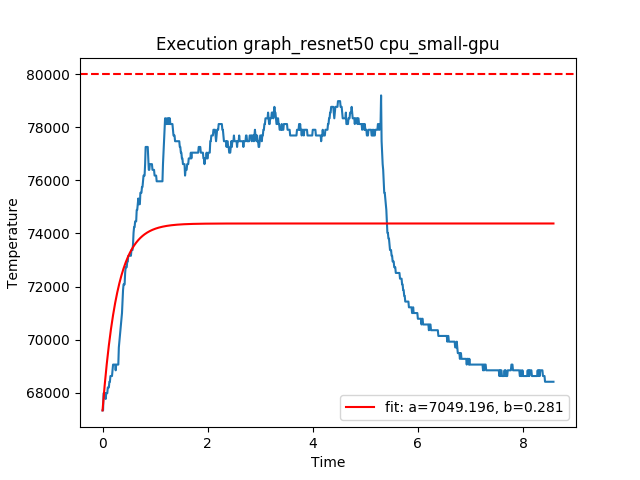 Execution graph_resnet50 cpu_small-gpu
80000
78000
76000
74000
72000
70000
68000
Temperature
fit: a=7049.196, b=0.281
0 2 4 6 8
Time